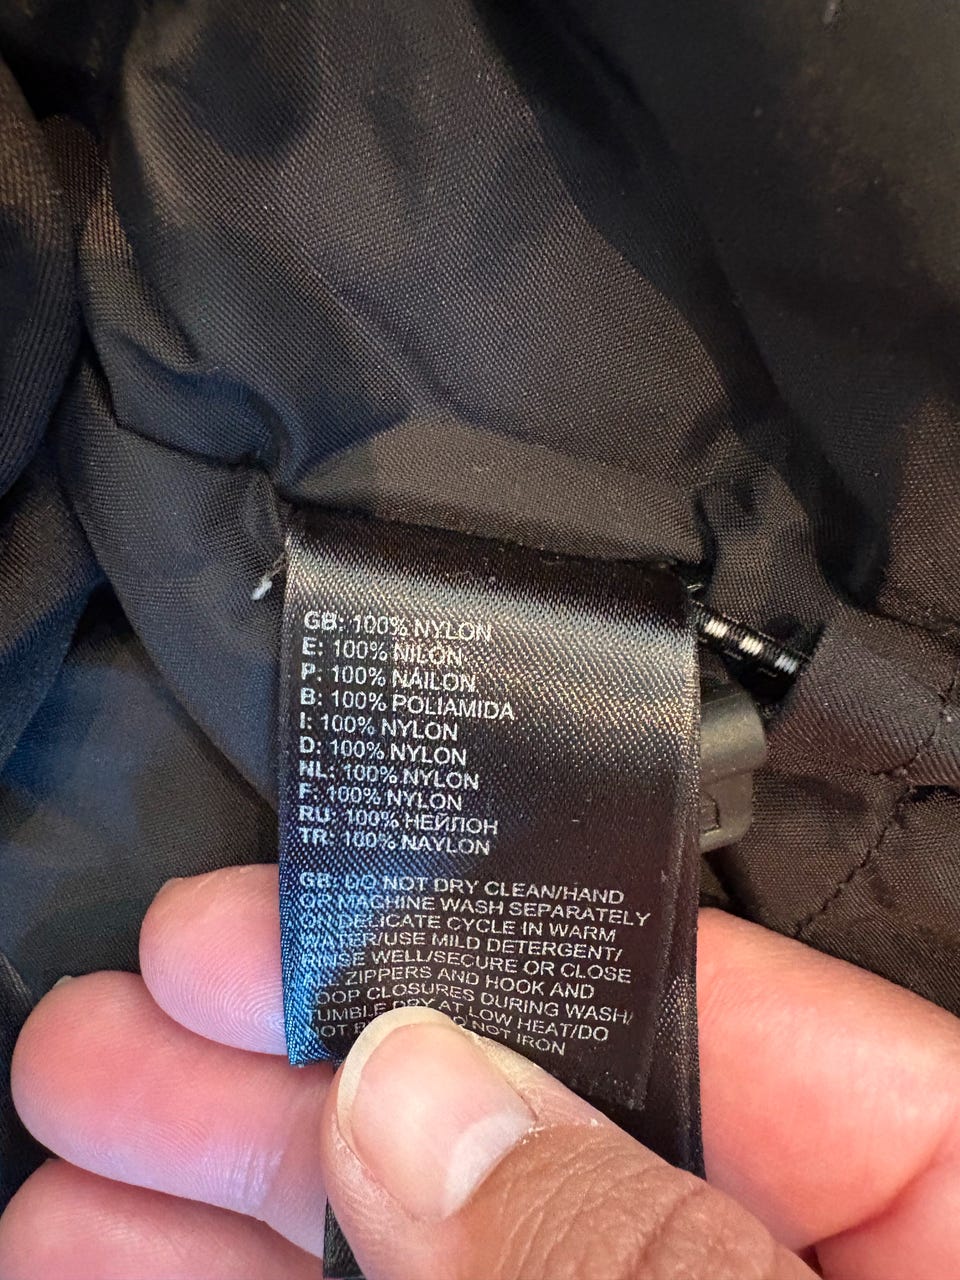 GB: 100% NYLON
E: 100% NILON
P: 100% NAILON
B: 100% POLIAMIDA
I: 100% NYLON
D: 100% NYLON
NL: 100% NYLON
F: 100% NYLON
RU: 100% НЕЙЛОН
TR: 100% NAYLON
GB: DO NOT DRY CLEAN/HAND
OR MACHINE WASH SEPARATELY
DELICATE CYCLE IN WARM
WATER/USE MILD DETERGENT/
RINSE WELL/SECURE OR CLOSE
ZIPPERS AND HOOK AND
LOOP CLOSURES DURING WASH/
TUMBLE DRY AT LOW HEAT/DO
NOT NOT IRON